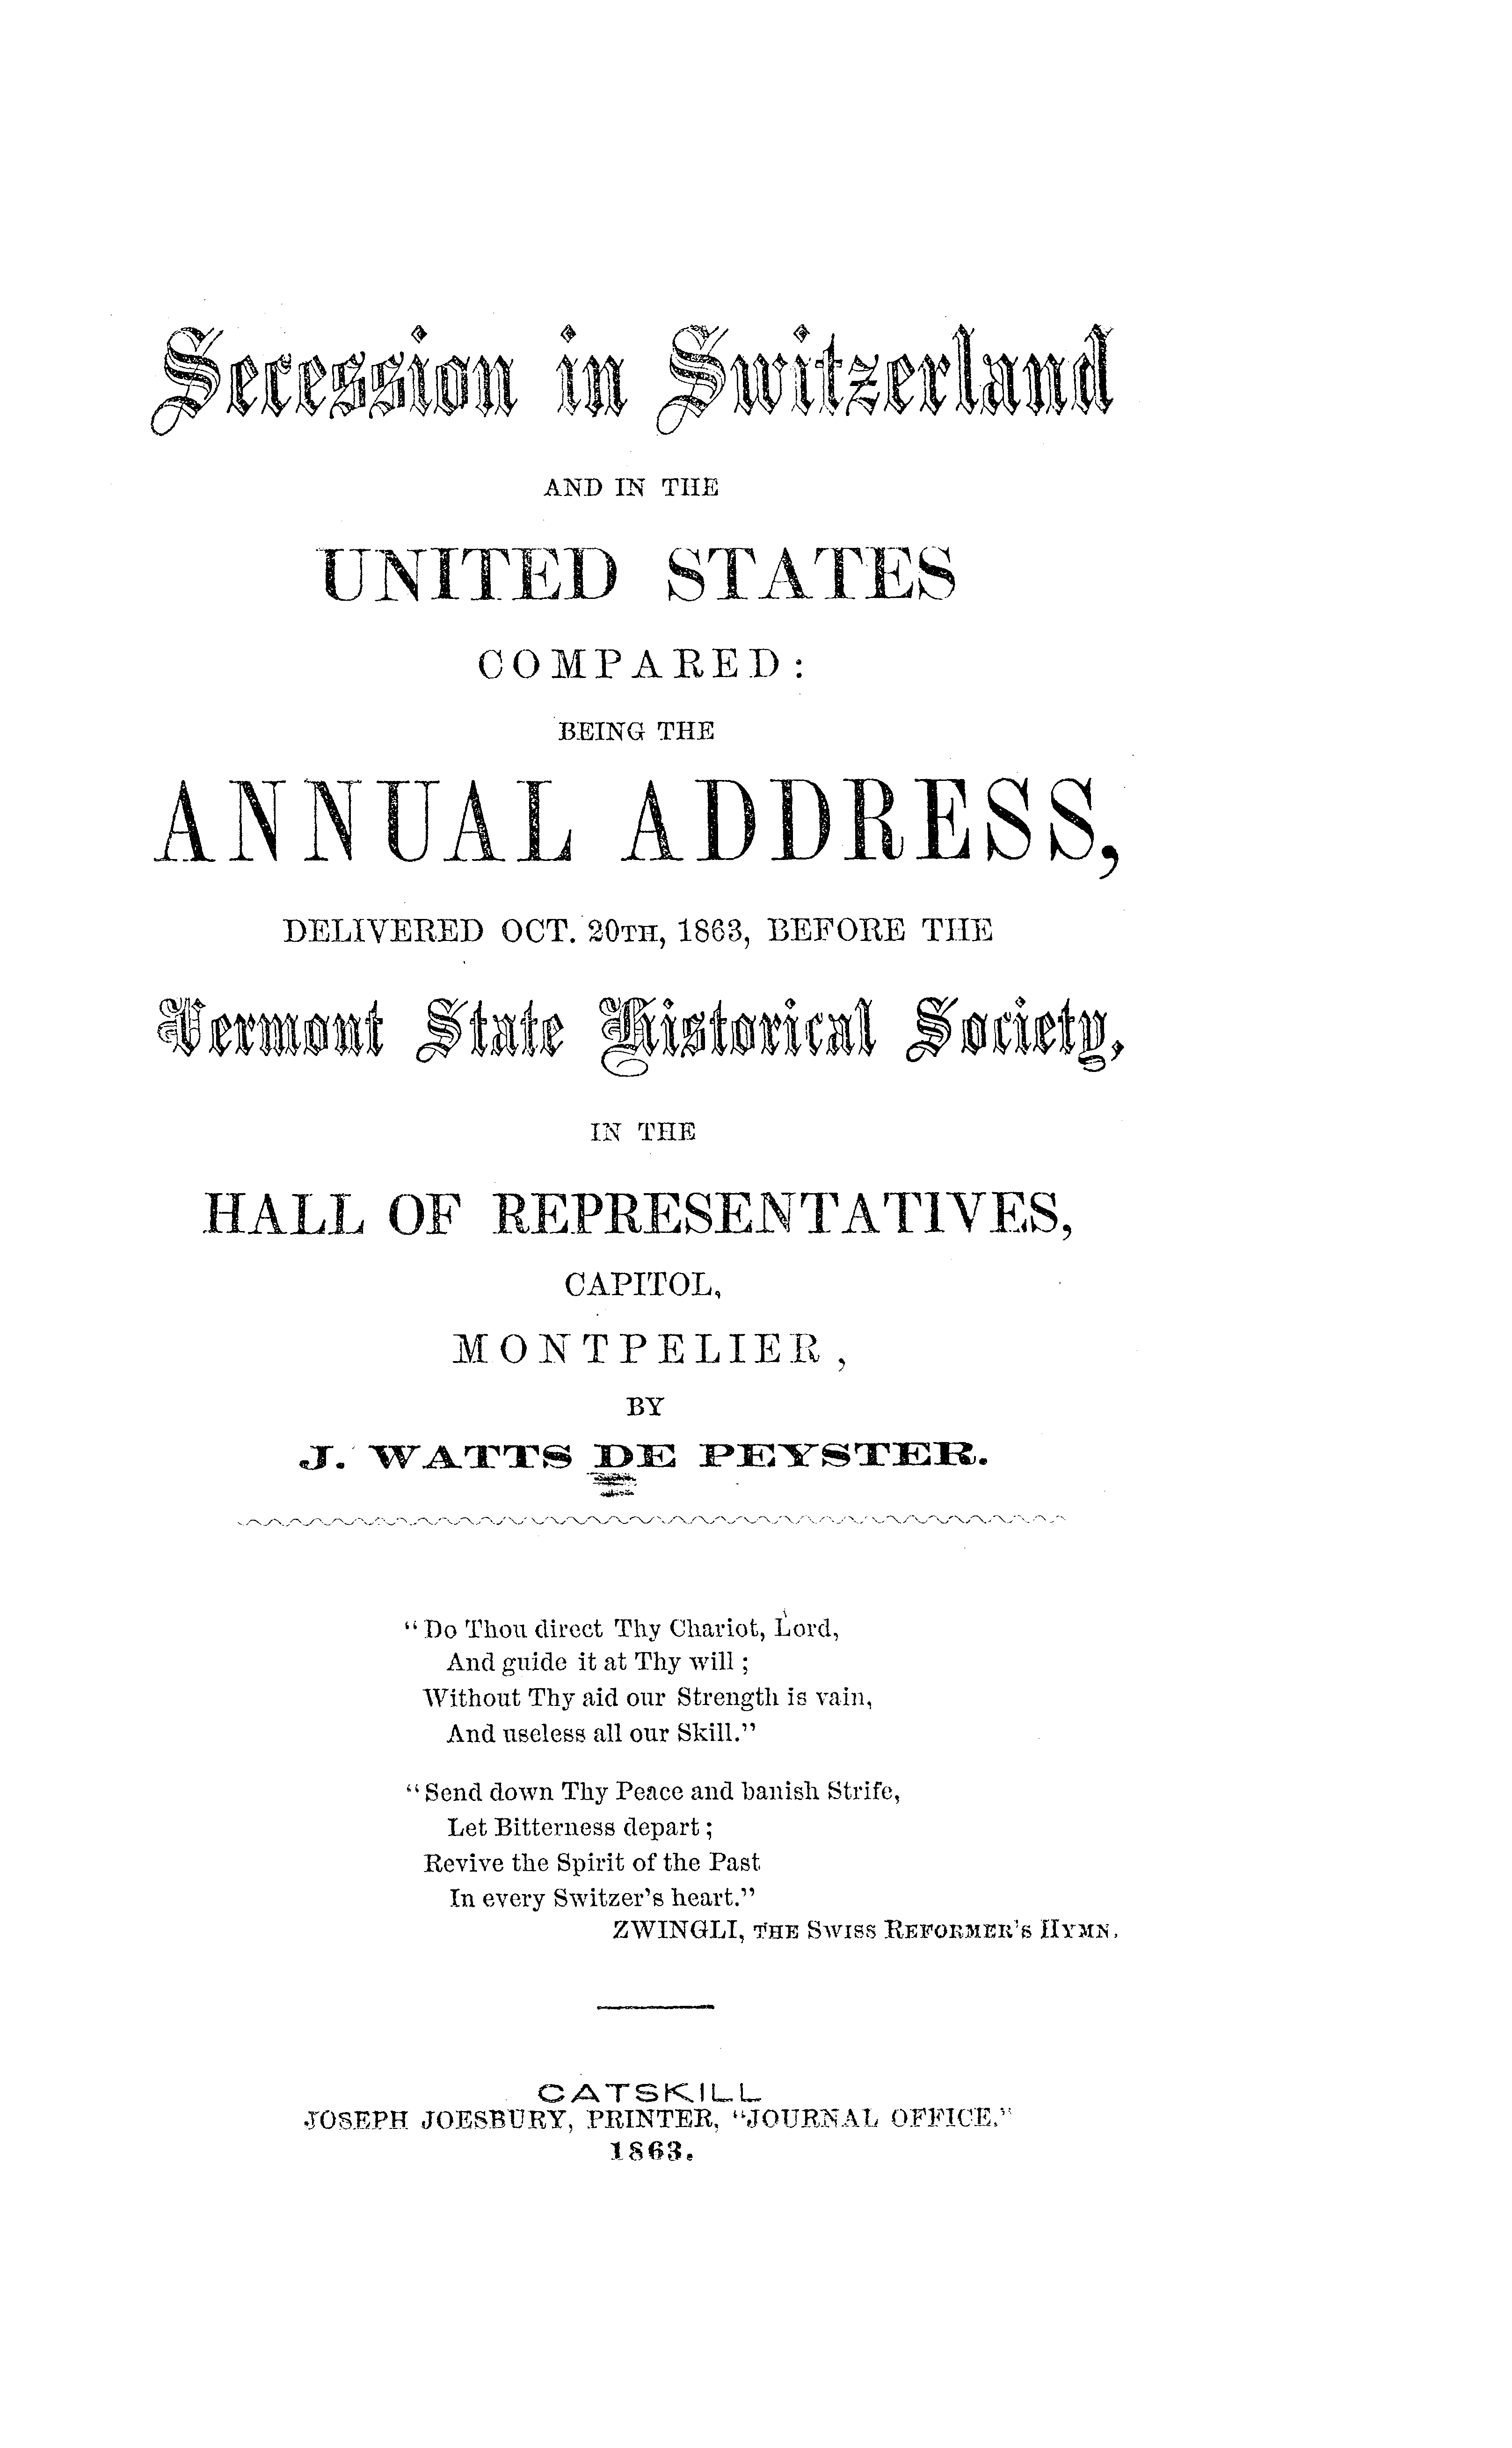 Secession in Switzerland
AND IN THE
UNITED STATES
COMPARED:
BEING THE
ANNUAL ADDRESS,
DELIVERED OCT. 20TH, 1863, BEFORE THE
Vermont State Historical Society,
IN THE
HALL OF REPRESENTATIVES,
CAPITOL,
MONTPELIER,
BY
J. WATTS DE PEYSTER.
"Do Thou direct Thy Chariot, Lord,
And guide it at Thy will;
Without Thy aid our Strength is vain,
And useless all our Skill."
"Send down Thy Peace and banish Strife,
Let Bitterness depart;
Revive the Spirit of the Past
In every Switzer's heart."
ZWINGLI, THE SWISS REFORMER'S HYMN.
CATSKILL
JOSEPH JOESBURY, PRINTER, "JOURNAL OFFICE."
1863.